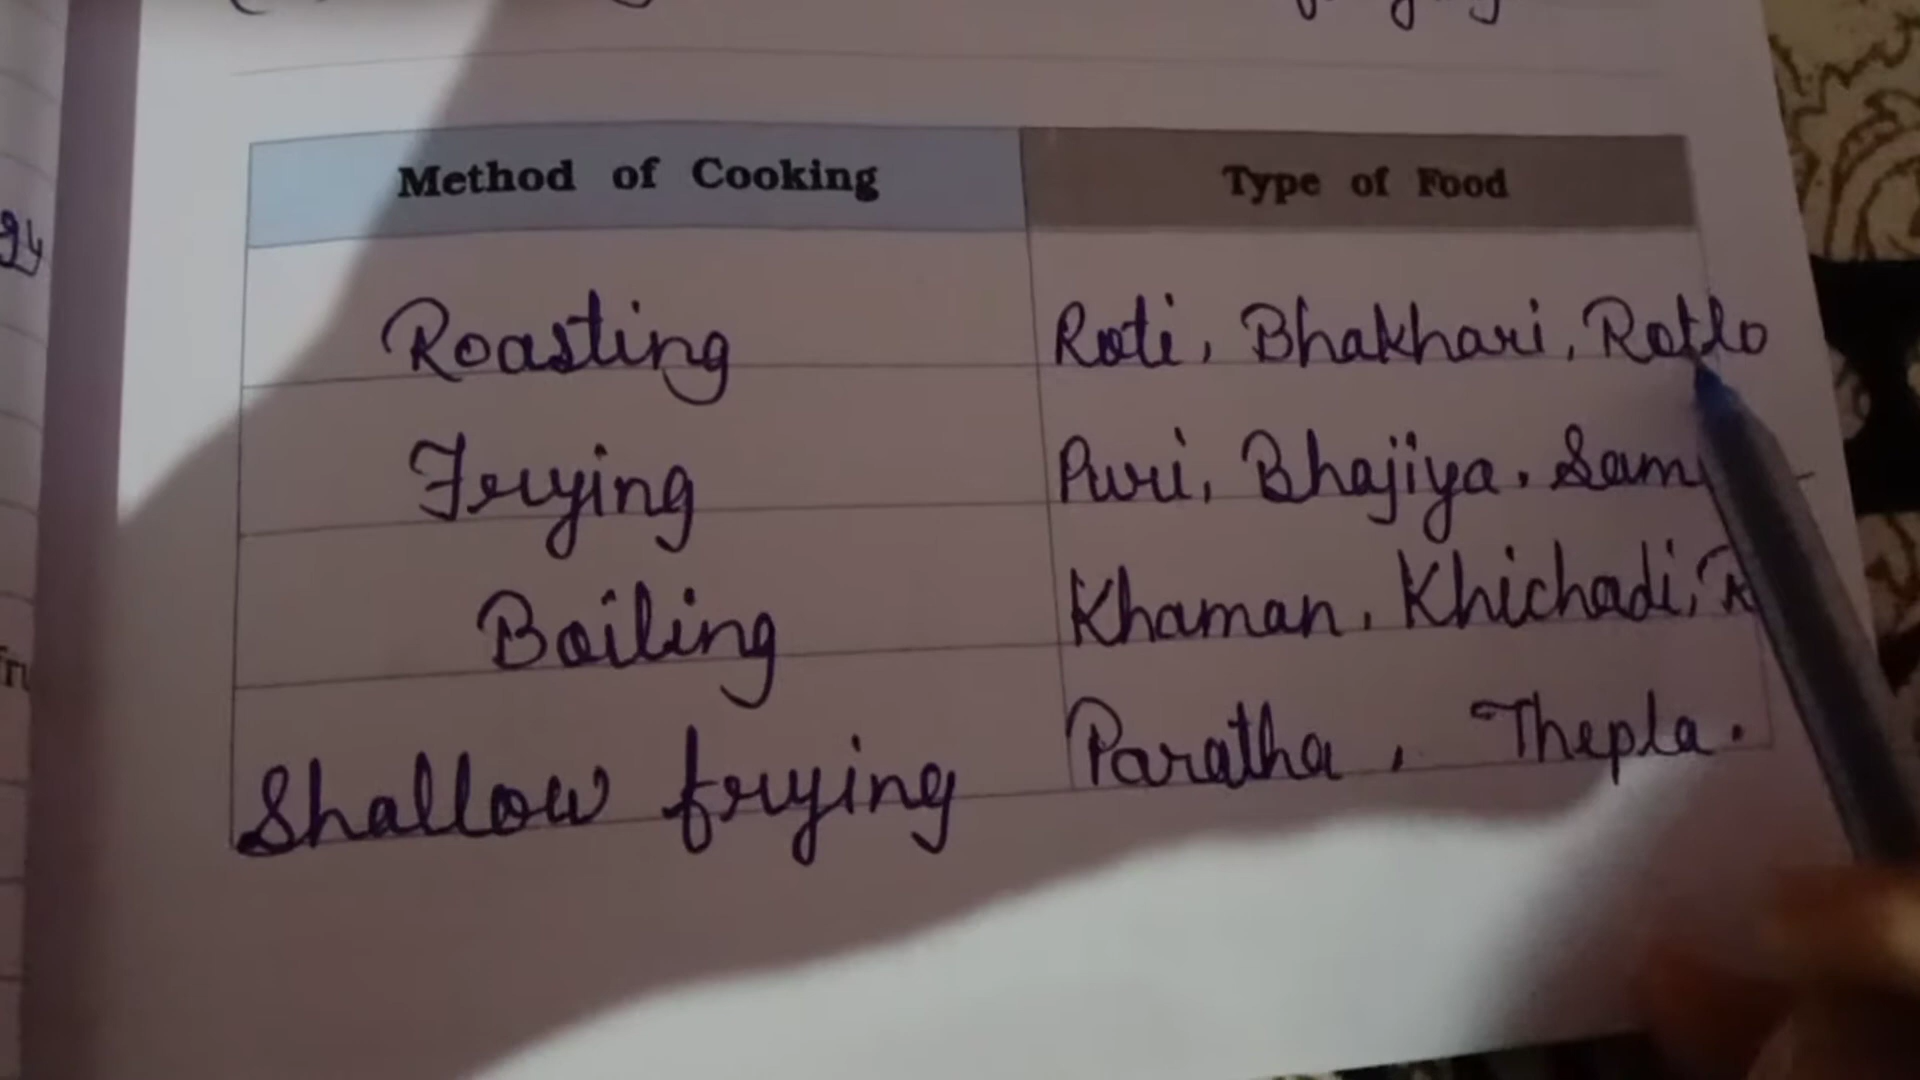 Method of Cooking Type of Food
Roasting Roti, Bhakhari, Rotlo
Frying Puri, Bhajiya,
Boiling Khaman, Khichadi,
Shallow frying Paratha, Thepla.